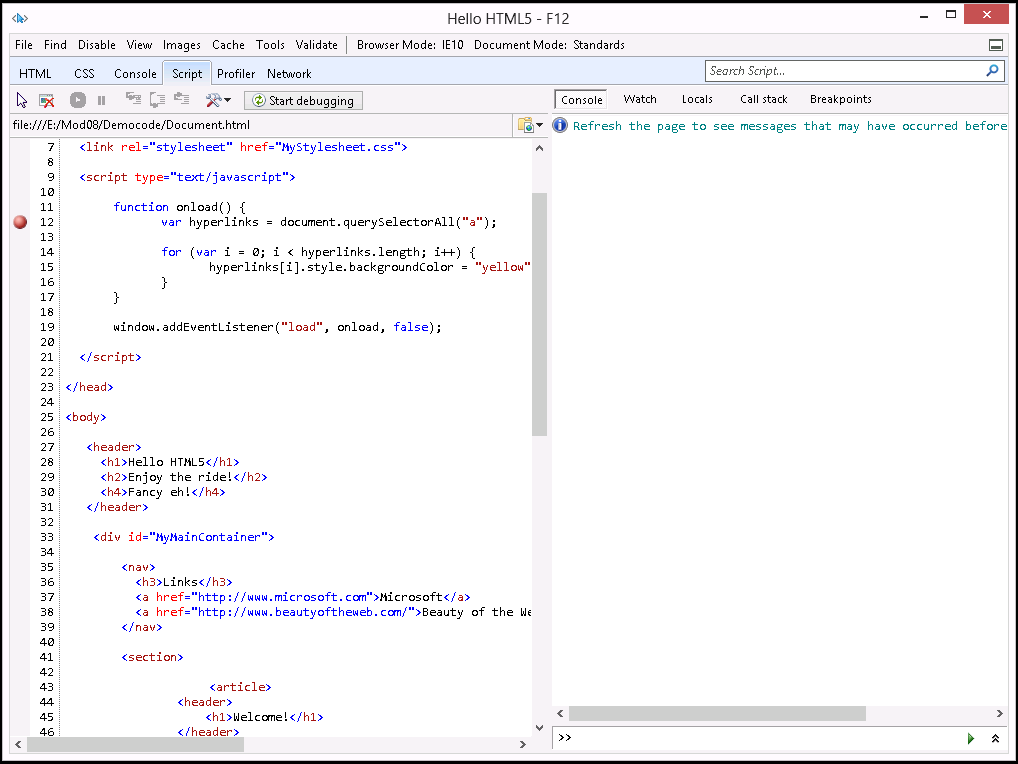 Hello HTML5 - F12
File Find Disable View Images Cache Tools Validate Browser Mode: IE10 Document Mode: Standards
HTML CSS Console Script Profiler Network Search Script...
Start debugging
Console Watch Locals Call stack Breakpoints
file:///E:/Mod08/Democode/Document.html
Refresh the page to see messages that may have occurred before
7 <link rel="stylesheet" href="MyStylesheet.css">
8
9 <script type="text/javascript">
10
11 function onload() {
12 var hyperlinks = document.querySelectorAll("a");
13
14 for (var i = 0; i < hyperlinks.length; i++) {
15 hyperlinks[i].style.backgroundColor = "yellow"
16 }
17 }
18
19 window.addEventListener("load", onload, false);
20
21 </script>
22
23 </head>
24
25 <body>
26
27 <header>
28 <h1>Hello HTML5</h1>
29 <h2>Enjoy the ride!</h2>
30 <h4>Fancy eh!</h4>
31 </header>
32
33 <div id="MyMainContainer">
34
35 <nav>
36 <h3>Links</h3>
37 <a href="http://www.microsoft.com">Microsoft</a>
38 <a href="http://www.beautyoftheweb.com/">Beauty of the We
39 </nav>
40
41 <section>
42
43 <article>
44 <header>
45 <h1>Welcome!</h1>
46 </header>
>>